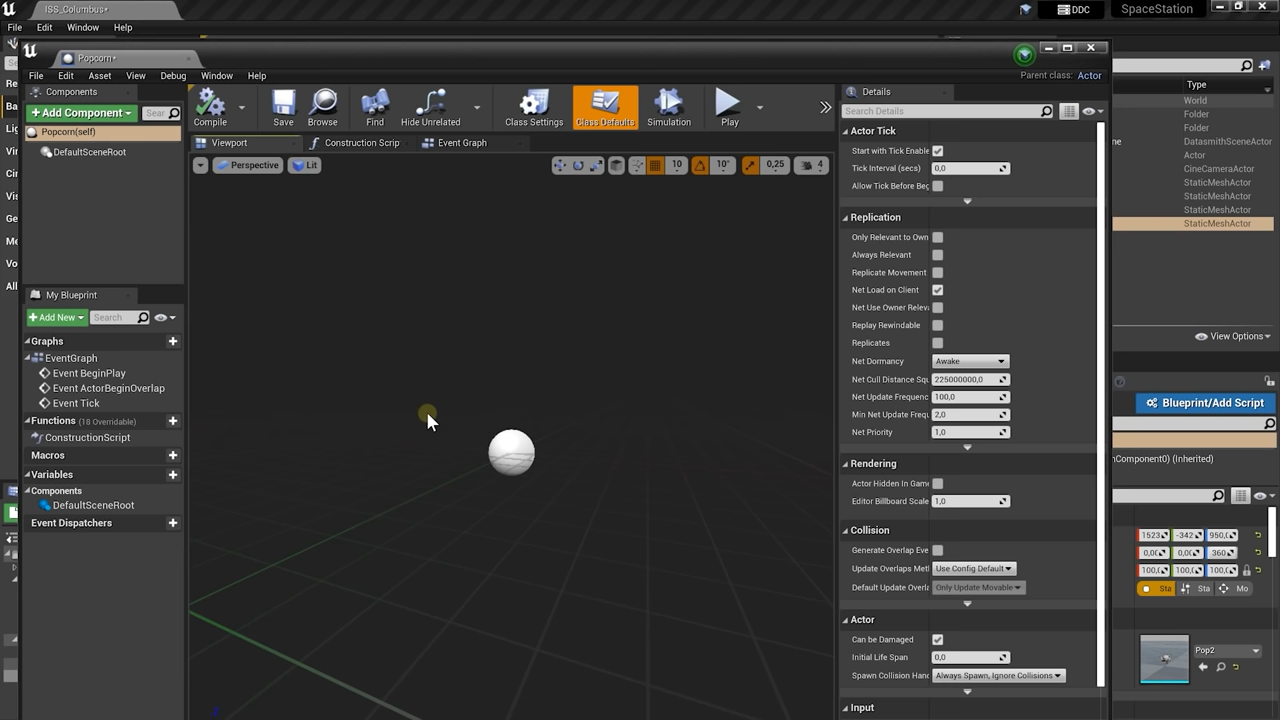 ISS_Columbus*
DDC
SpaceStation
File Edit Window Help
Popcorn*
File Edit Asset View Debug Window Help
Parent class: Actor
Components
Add Component
Sear
Popcorn(self)
DefaultSceneRoot
Compile
Save
Browse
Find
Hide Unrelated
Class Settings
Class Defaults
Simulation
Play
Viewport
Construction Scrip
Event Graph
Perspective
Lit
10
10°
0,25
4
My Blueprint
Add New
Search
Graphs
EventGraph
Event BeginPlay
Event ActorBeginOverlap
Event Tick
Functions (18 Overridable)
ConstructionScript
Macros
Variables
Components
DefaultSceneRoot
Event Dispatchers
Details
Search Details
Actor Tick
Start with Tick Enable
Tick Interval (secs) 0,0
Allow Tick Before Beg
Replication
Only Relevant to Own
Always Relevant
Replicate Movement
Net Load on Client
Net Use Owner Relev
Replay Rewindable
Replicates
Net Dormancy Awake
Net Cull Distance Squ 225000000,0
Net Update Frequenc 100,0
Min Net Update Freq 2,0
Net Priority 1,0
Rendering
Actor Hidden In Game
Editor Billboard Scale 1,0
Collision
Generate Overlap Eve
Update Overlaps Met Use Config Default
Default Update Overla Only Update Movable
Actor
Can be Damaged
Initial Life Span 0,0
Spawn Collision Hand Always Spawn, Ignore Collisions
Input
Type
World
Folder
Folder
DatasmithSceneActor
Actor
CineCameraActor
StaticMeshActor
StaticMeshActor
StaticMeshActor
StaticMeshActor
View Options
Blueprint/Add Script
nComponent0) (Inherited)
1523 -342 950,0
0,0 0,0 360
100, 100, 100,
Sta Sta Mo
Pop2